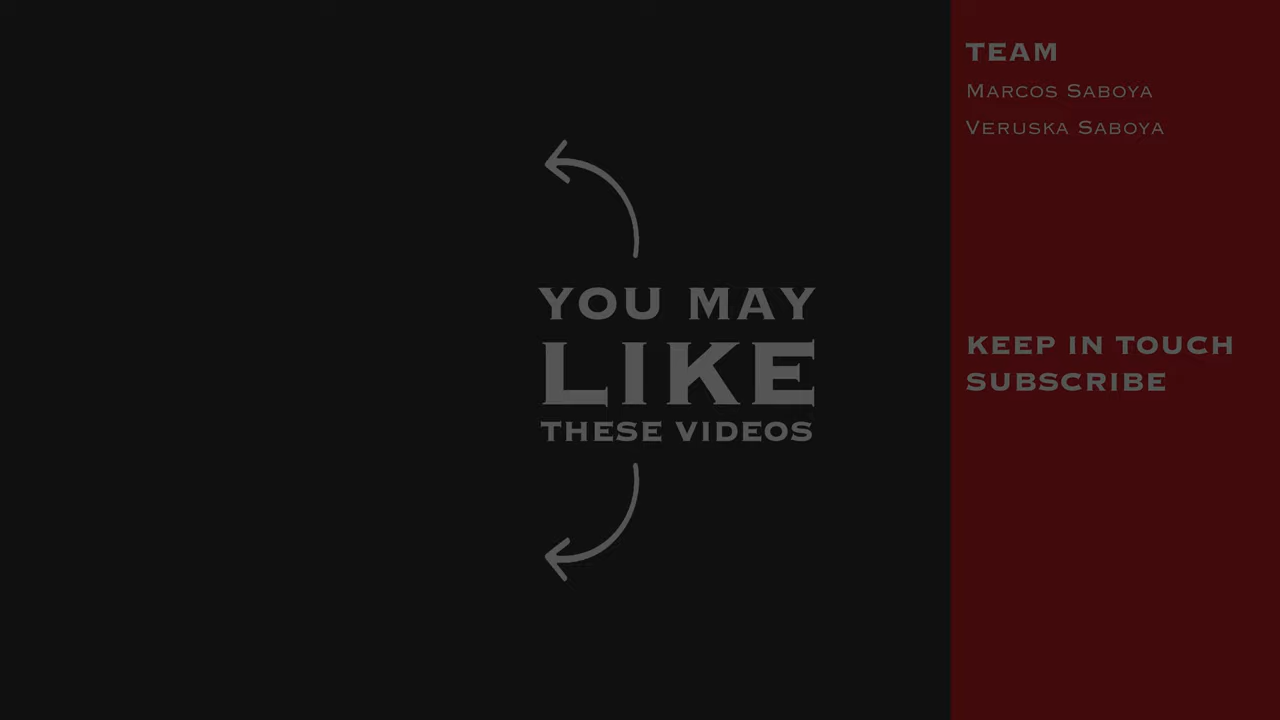 TEAM
MARCOS SABOYA
VERUSKA SABOYA
YOU MAY
LIKE
THESE VIDEOS
KEEP IN TOUCH
SUBSCRIBE